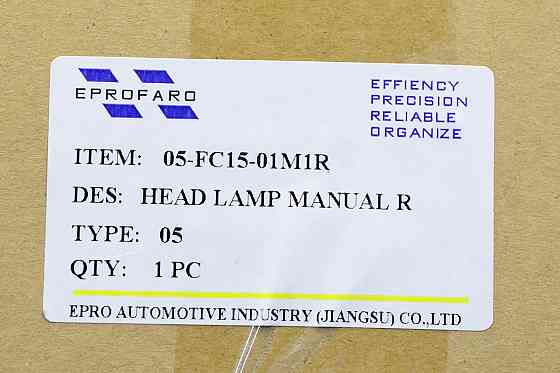 EPROFARO
EFFIENCY
PRECISION
RELIABLE
ORGANIZE
ITEM: 05-FC15-01M1R
DES: HEAD LAMP MANUAL R
TYPE: 05
QTY: 1 PC
EPRO AUTOMOTIVE INDUSTRY (JIANGSU) CO.,LTD